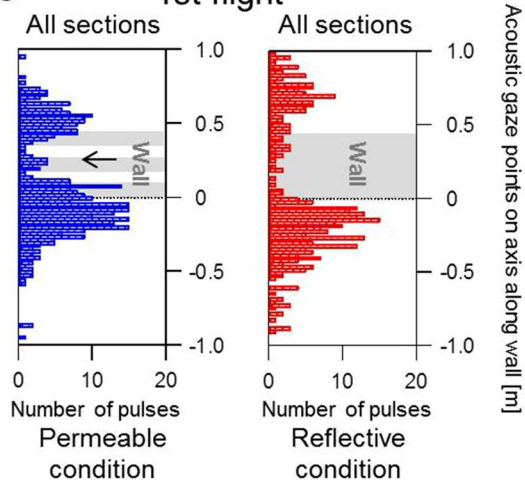 1st flight
All sections
All sections
1.0
0.5
0
-0.5
-1.0
Wall
0
10
20
Number of pulses
Permeable
condition
1.0
0.5
0
-0.5
-1.0
Wall
0
10
20
Number of pulses
Reflective
condition
Acoustic gaze points on axis along wall [m]